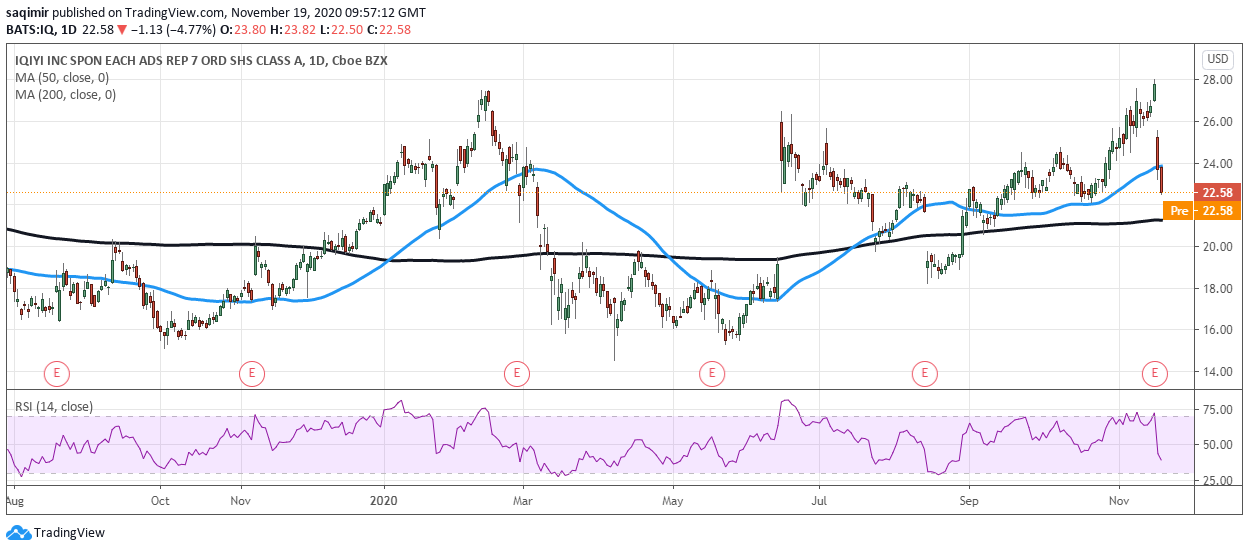 saqimir published on TradingView.com, November 19, 2020 09:57:12 GMT
BATS:IQ, 1D 22.58 ▼ −1.13 (−4.77%) O:23.80 H:23.82 L:22.50 C:22.58
IQIYI INC SPON EACH ADS REP 7 ORD SHS CLASS A, 1D, Cboe BZX
MA (50, close, 0)
MA (200, close, 0)
USD
28.00
26.00
24.00
22.58
Pre 22.58
20.00
18.00
16.00
14.00
E E E E E E
RSI (14, close)
75.00
50.00
25.00
Aug Oct Nov 2020 Mar May Jul Sep Nov
TradingView